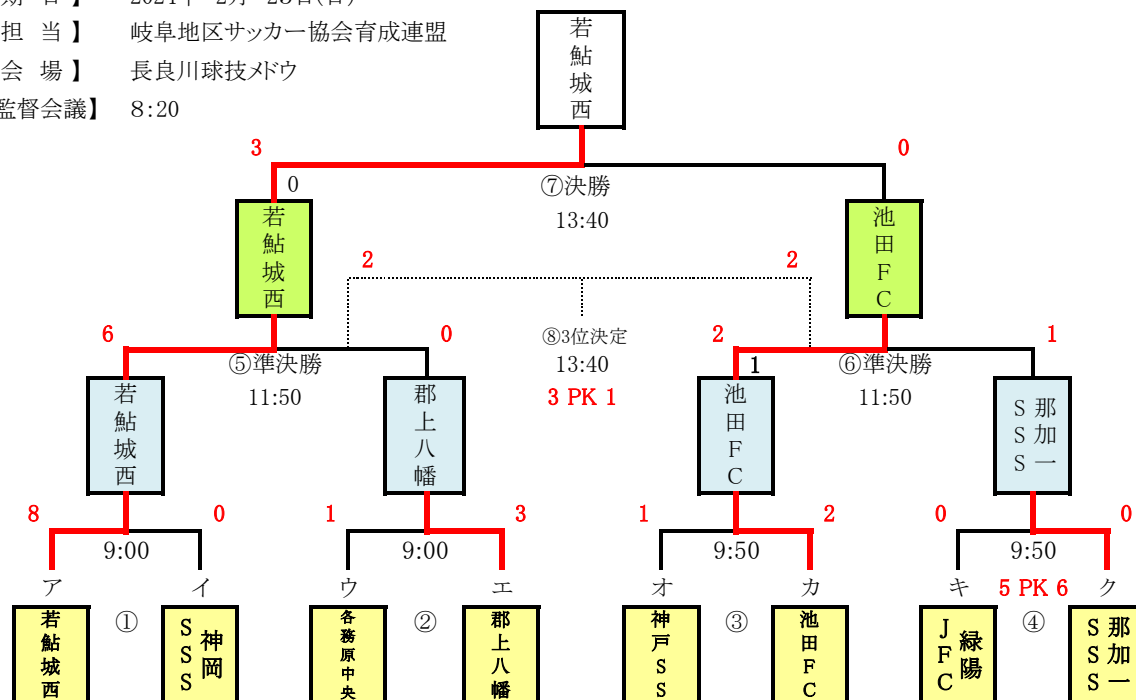 担 当 】 岐阜地区サッカー協会育成連盟
会 場 】 長良川球技メドウ
監督会議】 8:20
若鮎城西
3
0
0
⑦決勝
13:40
若鮎城西
池田FC
2
2
6
0
⑧3位決定
2
1
⑤準決勝
13:40
1
⑥準決勝
11:50
3 PK 1
11:50
若鮎城西
郡上八幡
池田FC
那加一SSS
8
0
1
3
1
2
0
0
9:00
9:00
9:50
9:50
ア
イ
ウ
エ
オ
カ
キ
5 PK 6
ク
①
②
③
④
若鮎城西
神岡SSS
各務原中央
郡上八幡
神戸SS
池田FC
緑陽JFC
那加一SSS